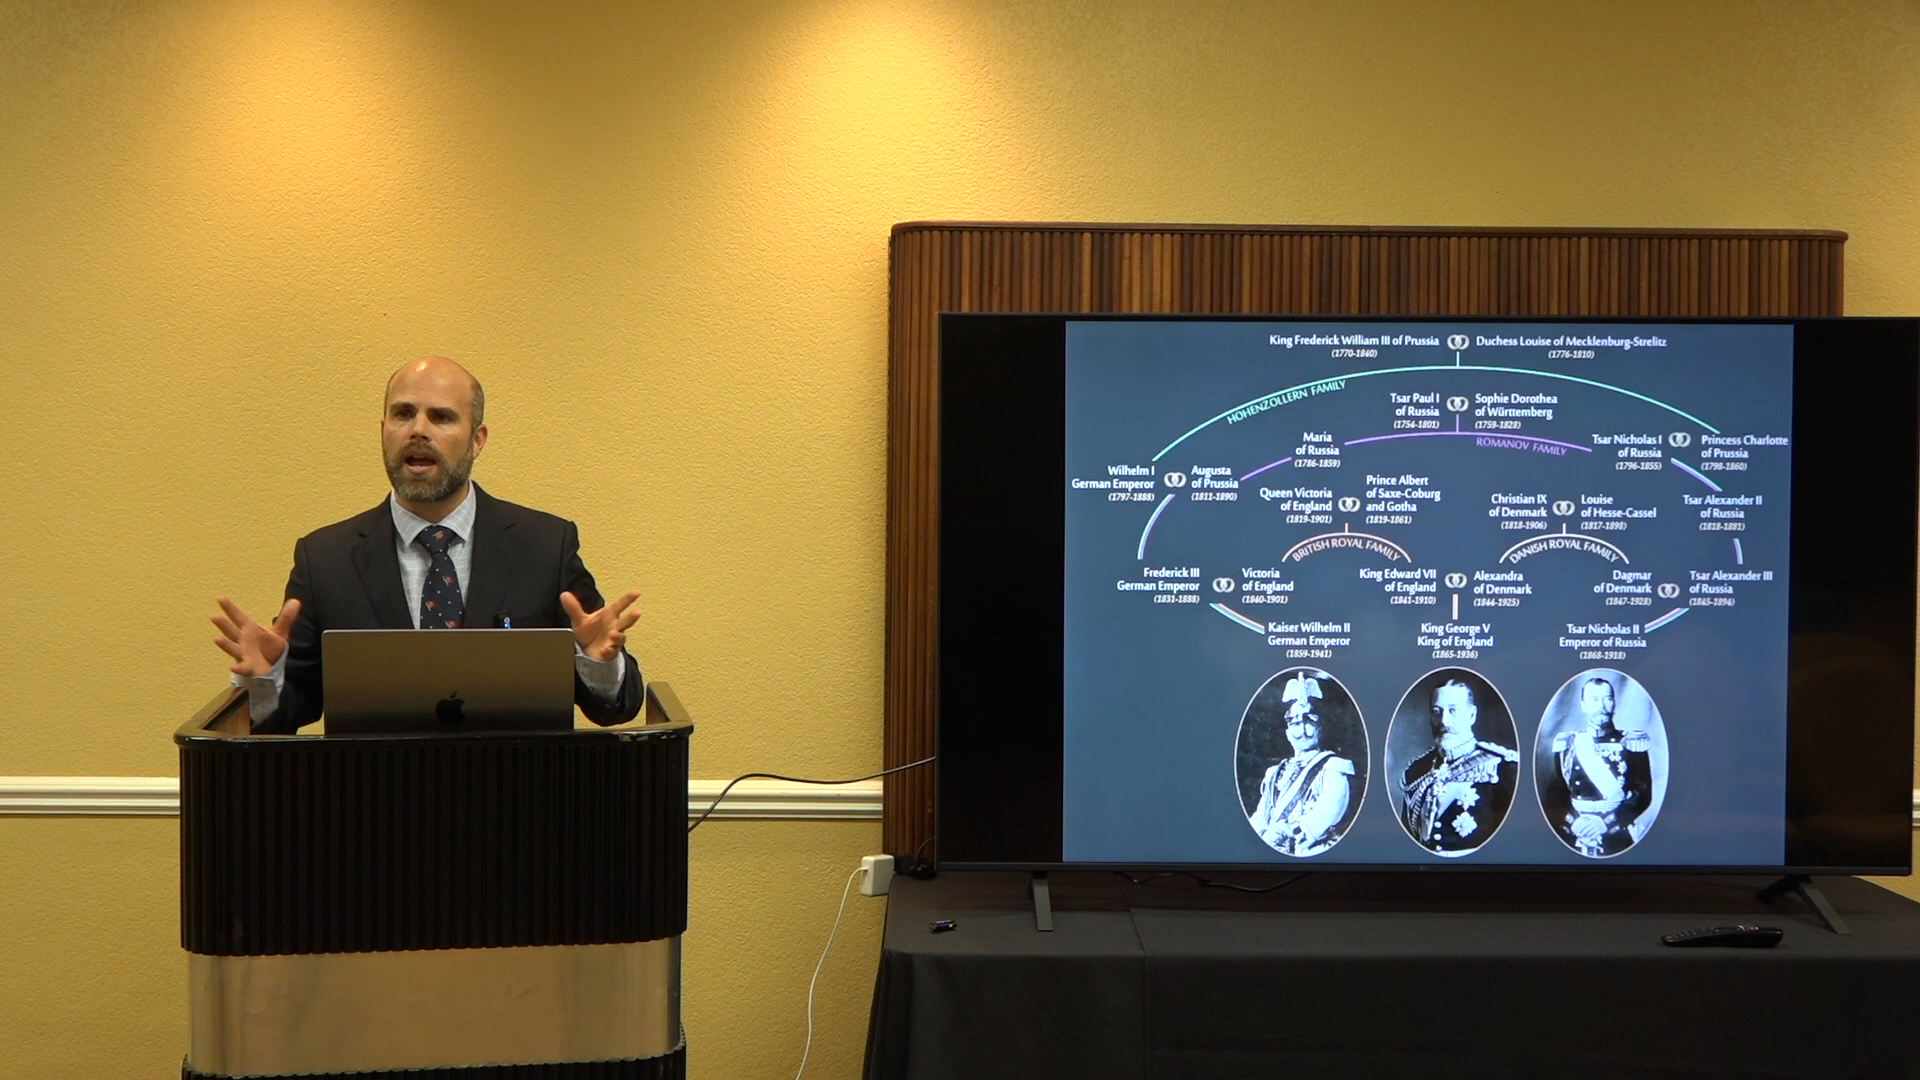 King Frederick William III of Prussia
(1770-1840)
Duchess Louise of Mecklenburg-Strelitz
(1776-1810)
HOHENZOLLERN FAMILY
Tsar Paul I
of Russia
(1754-1801)
Sophie Dorothea
of Württemberg
(1759-1828)
ROMANOV FAMILY
Maria
of Russia
(1786-1859)
Tsar Nicholas I
of Russia
(1796-1855)
Princess Charlotte
of Prussia
(1798-1860)
Wilhelm I
German Emperor
(1797-1888)
Augusta
of Prussia
(1811-1890)
Queen Victoria
of England
(1819-1901)
Prince Albert
of Saxe-Coburg
and Gotha
(1819-1861)
Christian IX
of Denmark
(1818-1906)
Louise
of Hesse-Cassel
(1817-1898)
Tsar Alexander II
of Russia
(1818-1881)
BRITISH ROYAL FAMILY
DANISH ROYAL FAMILY
Frederick III
German Emperor
(1831-1888)
Victoria
of England
(1840-1901)
King Edward VII
of England
(1841-1910)
Alexandra
of Denmark
(1844-1925)
Dagmar
of Denmark
(1847-1928)
Tsar Alexander III
of Russia
(1845-1894)
Kaiser Wilhelm II
German Emperor
(1859-1941)
King George V
King of England
(1865-1936)
Tsar Nicholas II
Emperor of Russia
(1868-1918)